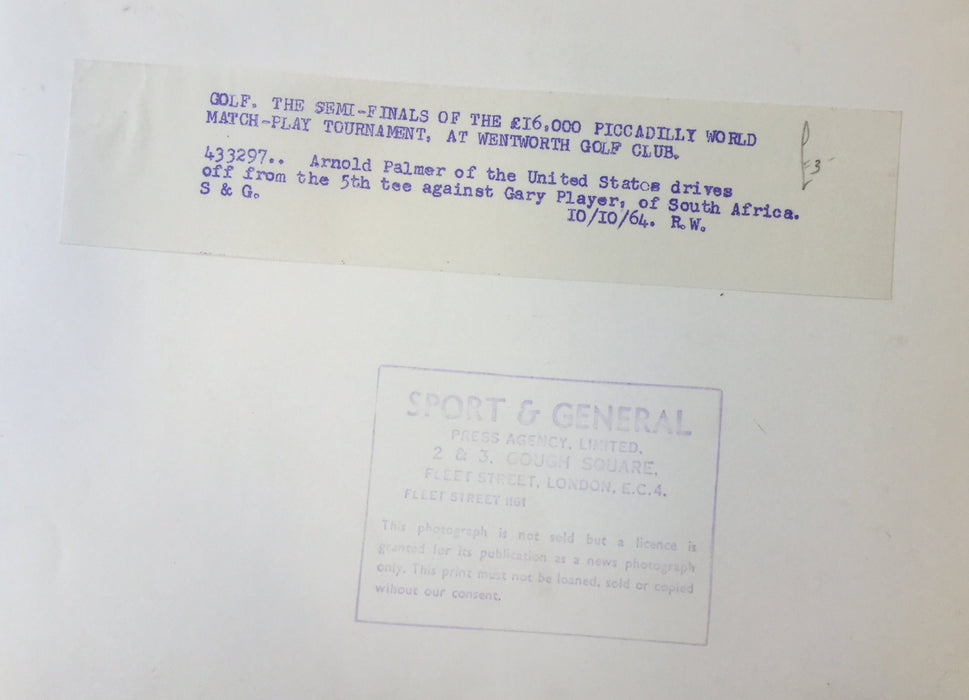 GOLF. THE SEMI-FINALS OF THE £16,000 PICCADILLY WORLD
MATCH-PLAY TOURNAMENT, AT WENTWORTH GOLF CLUB.
433297.. Arnold Palmer of the United States drives
off from the 5th tee against Gary Player, of South Africa.
S & G.
10/10/64. R.W.
3
SPORT & GENERAL
PRESS AGENCY, LIMITED,
2 & 3, GOUGH SQUARE,
FLEET STREET, LONDON, E.C.4.
FLEET STREET 1161
This photograph is not sold but a licence is
granted for its publication as a news photograph
only. This print must not be loaned, sold or copied
wihout our consent.